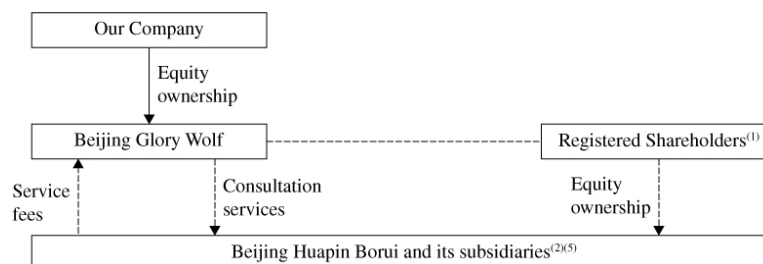 Our Company
Equity
ownership
Beijing Glory Wolf
Registered Shareholders(1)
Service
fees
Consultation
services
Equity
ownership
Beijing Huapin Borui and its subsidiaries(2)(5)